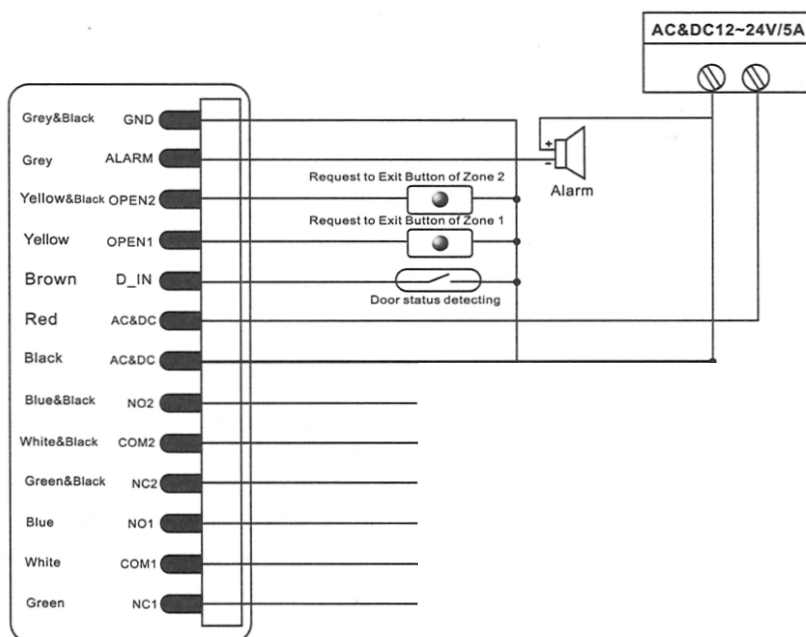 AC&DC12~24V/5A
Grey&Black GND
Grey ALARM
+
-
Alarm
Request to Exit Button of Zone 2
Yellow&Black OPEN2
Request to Exit Button of Zone 1
Yellow OPEN1
Brown D_IN
Door status detecting
Red AC&DC
Black AC&DC
Blue&Black NO2
White&Black COM2
Green&Black NC2
Blue NO1
White COM1
Green NC1